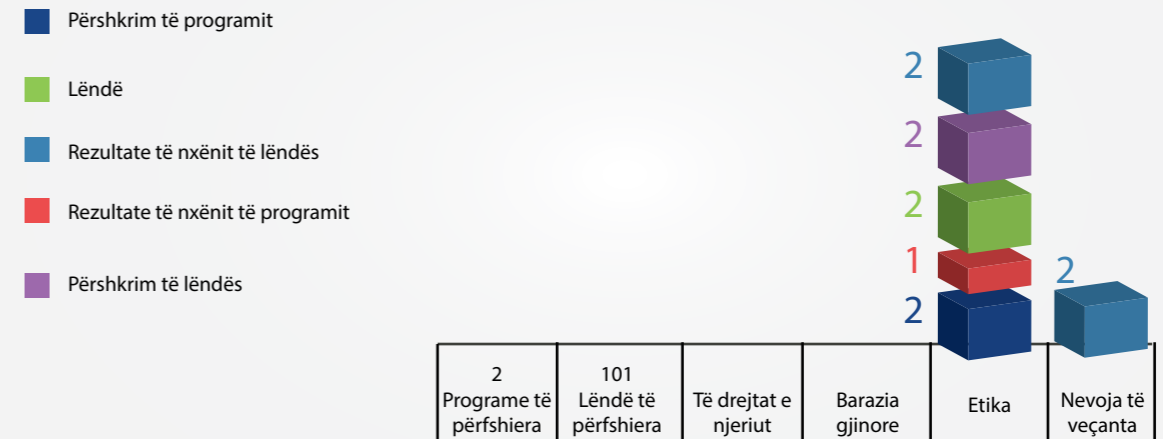 Përshkrim të programit
Lëndë
Rezultate të nxënit të lëndës
Rezultate të nxënit të programit
Përshkrim të lëndës
2
2
2
1
2
2
2
Programe të
përfshiera
101
Lëndë të
përfshiera
Të drejtat e
njeriut
Barazia
gjinore
Etika
Nevoja të
veçanta